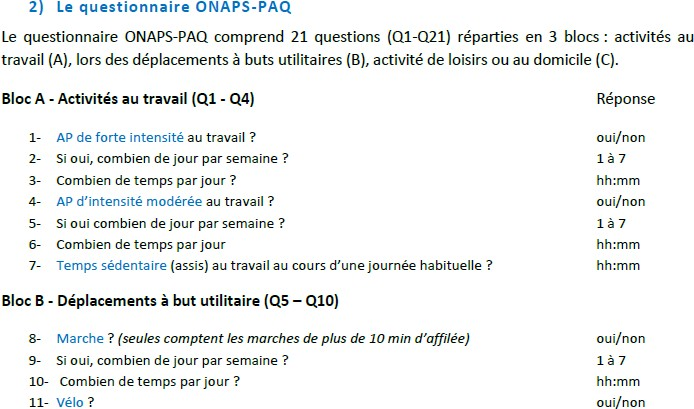 2) Le questionnaire ONAPS-PAQ
Le questionnaire ONAPS-PAQ comprend 21 questions (Q1-Q21) réparties en 3 blocs : activités au
travail (A), lors des déplacements à buts utilitaires (B), activité de loisirs ou au domicile (C).
Bloc A - Activités au travail (Q1 - Q4) Réponse
1- AP de forte intensité au travail ? oui/non
2- Si oui, combien de jour par semaine ? 1 à 7
3- Combien de temps par jour ? hh:mm
4- AP d'intensité modérée au travail ? oui/non
5- Si oui combien de jour par semaine ? 1 à 7
6- Combien de temps par jour hh:mm
7- Temps sédentaire (assis) au travail au cours d'une journée habituelle ? hh:mm
Bloc B - Déplacements à but utilitaire (Q5 – Q10)
8- Marche ? (seules comptent les marches de plus de 10 min d'affilée) oui/non
9- Si oui, combien de jour par semaine ? 1 à 7
10- Combien de temps par jour ? hh:mm
11- Vélo ? oui/non